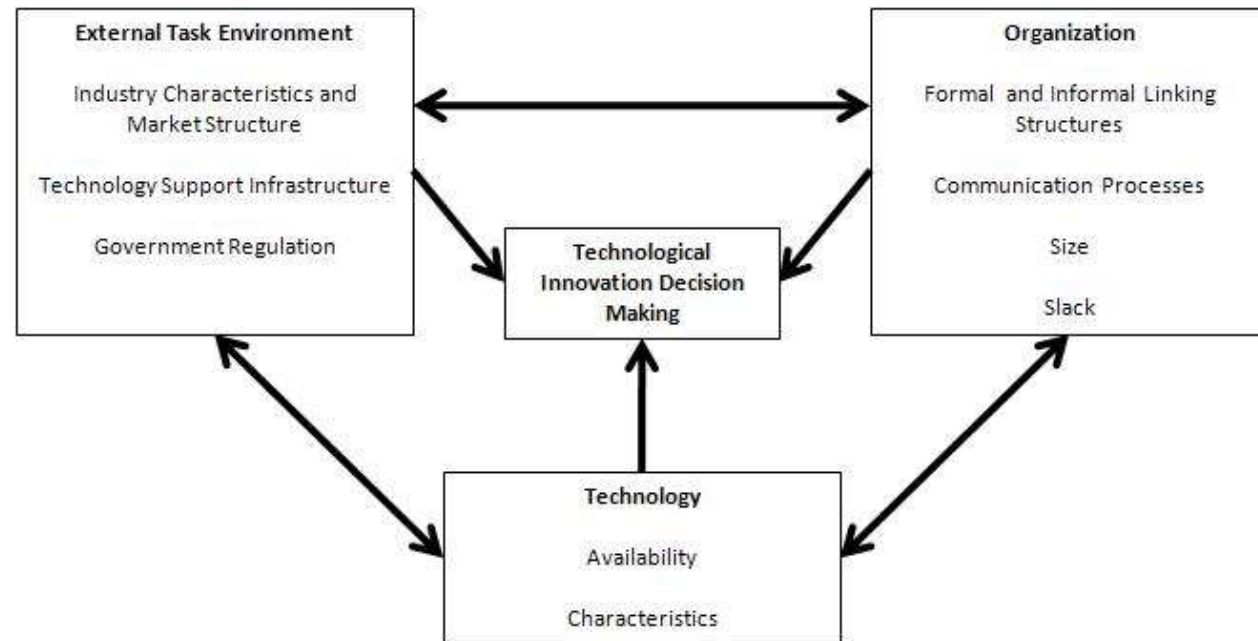 External Task Environment
Industry Characteristics and
Market Structure
Technology Support Infrastructure
Government Regulation
Organization
Formal and Informal Linking
Structures
Communication Processes
Size
Slack
Technological
Innovation Decision
Making
Technology
Availability
Characteristics